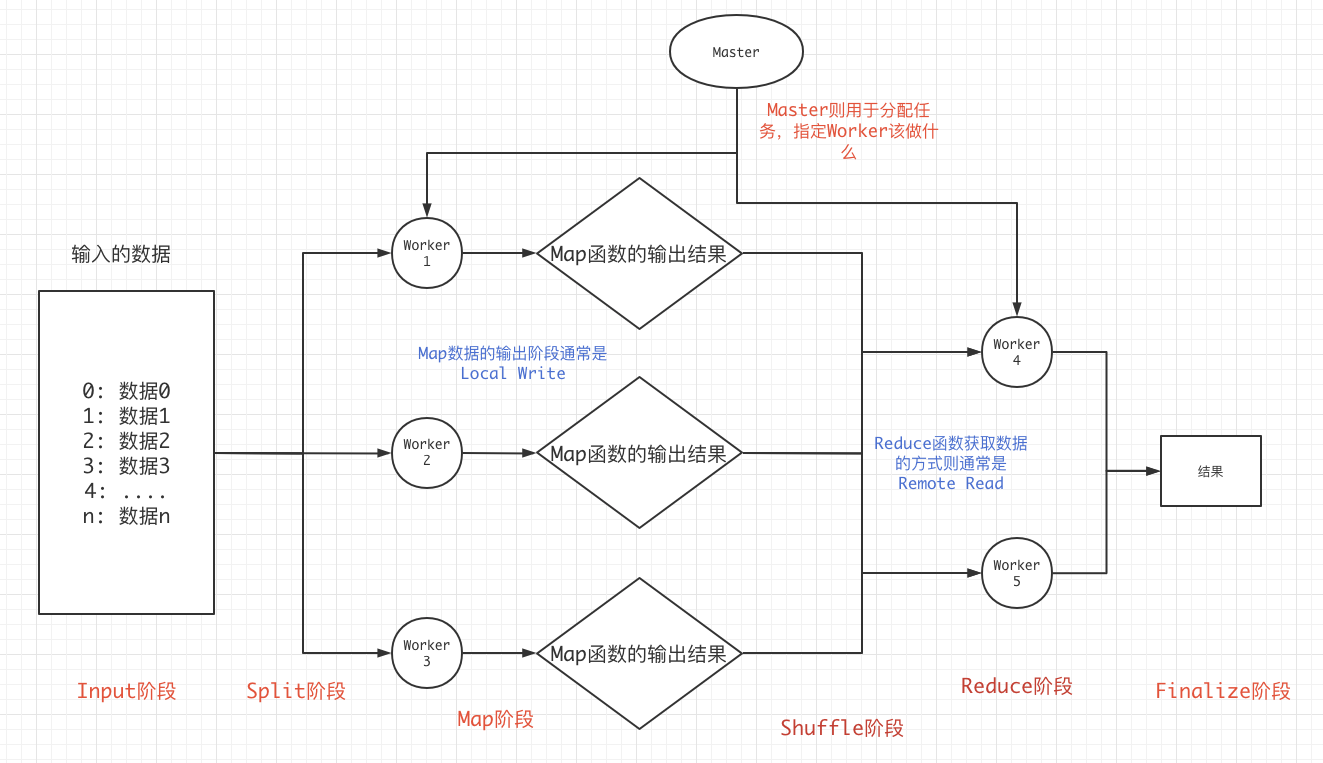 Master
Master则用于分配任
务，指定Worker该做什
么
输入的数据
Worker
1
Map函数的输出结果
Worker
4
Map数据的输出阶段通常是
Local Write
0: 数据0
1: 数据1
2: 数据2
3: 数据3
4: ....
n: 数据n
Worker
2
Map函数的输出结果
Reduce函数获取数据
的方式则通常是
Remote Read
结果
Worker
5
Worker
3
Map函数的输出结果
Input阶段
Split阶段
Map阶段
Shuffle阶段
Reduce阶段
Finalize阶段